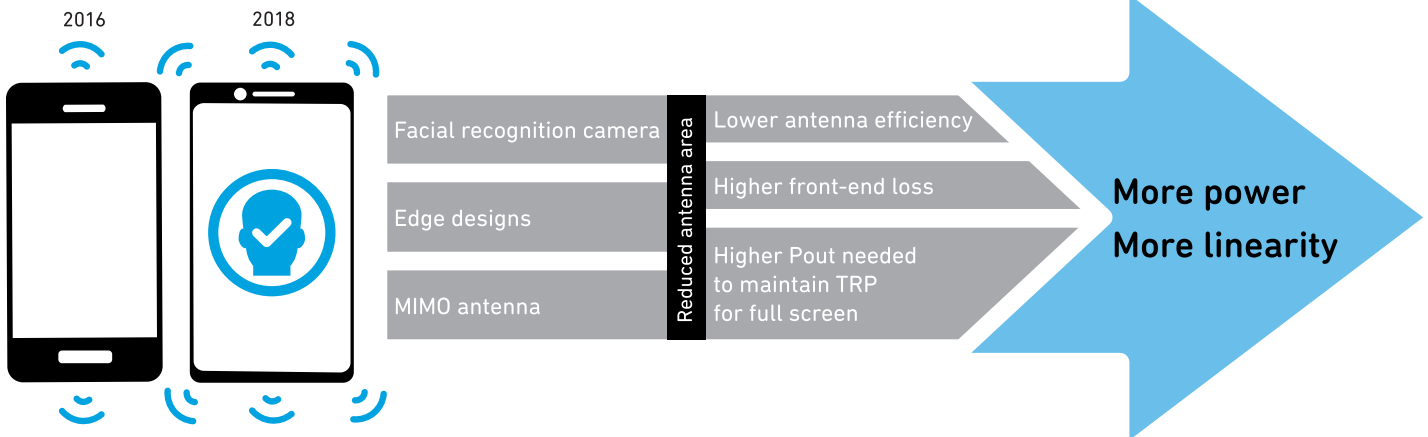 2016
2018
Facial recognition camera
Edge designs
MIMO antenna
Reduced antenna area
Lower antenna efficiency
Higher front-end loss
Higher Pout needed
to maintain TRP
for full screen
More power
More linearity